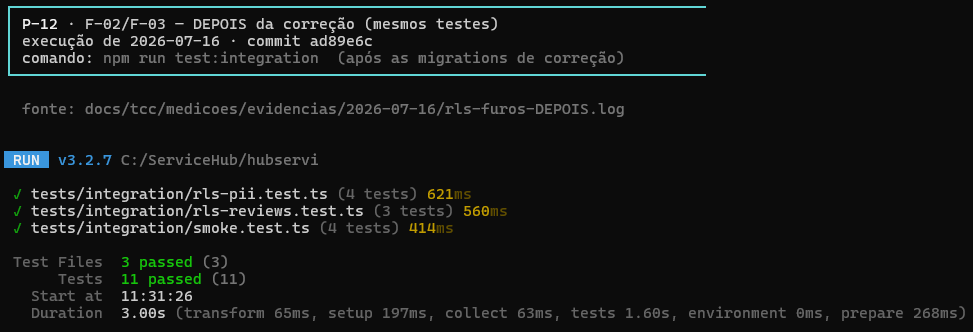 P-12 · F-02/F-03 — DEPOIS da correção (mesmos testes)
execução de 2026-07-16 · commit ad89e6c
comando: npm run test:integration (após as migrations de correção)
fonte: docs/tcc/medicoes/evidencias/2026-07-16/rls-furos-DEPOIS.log
RUN v3.2.7 C:/ServiceHub/hubservi
✓ tests/integration/rls-pii.test.ts (4 tests) 621ms
✓ tests/integration/rls-reviews.test.ts (3 tests) 560ms
✓ tests/integration/smoke.test.ts (4 tests) 414ms
Test Files 3 passed (3)
Tests 11 passed (11)
Start at 11:31:26
Duration 3.00s (transform 65ms, setup 197ms, collect 63ms, tests 1.60s, environment 0ms, prepare 268ms)